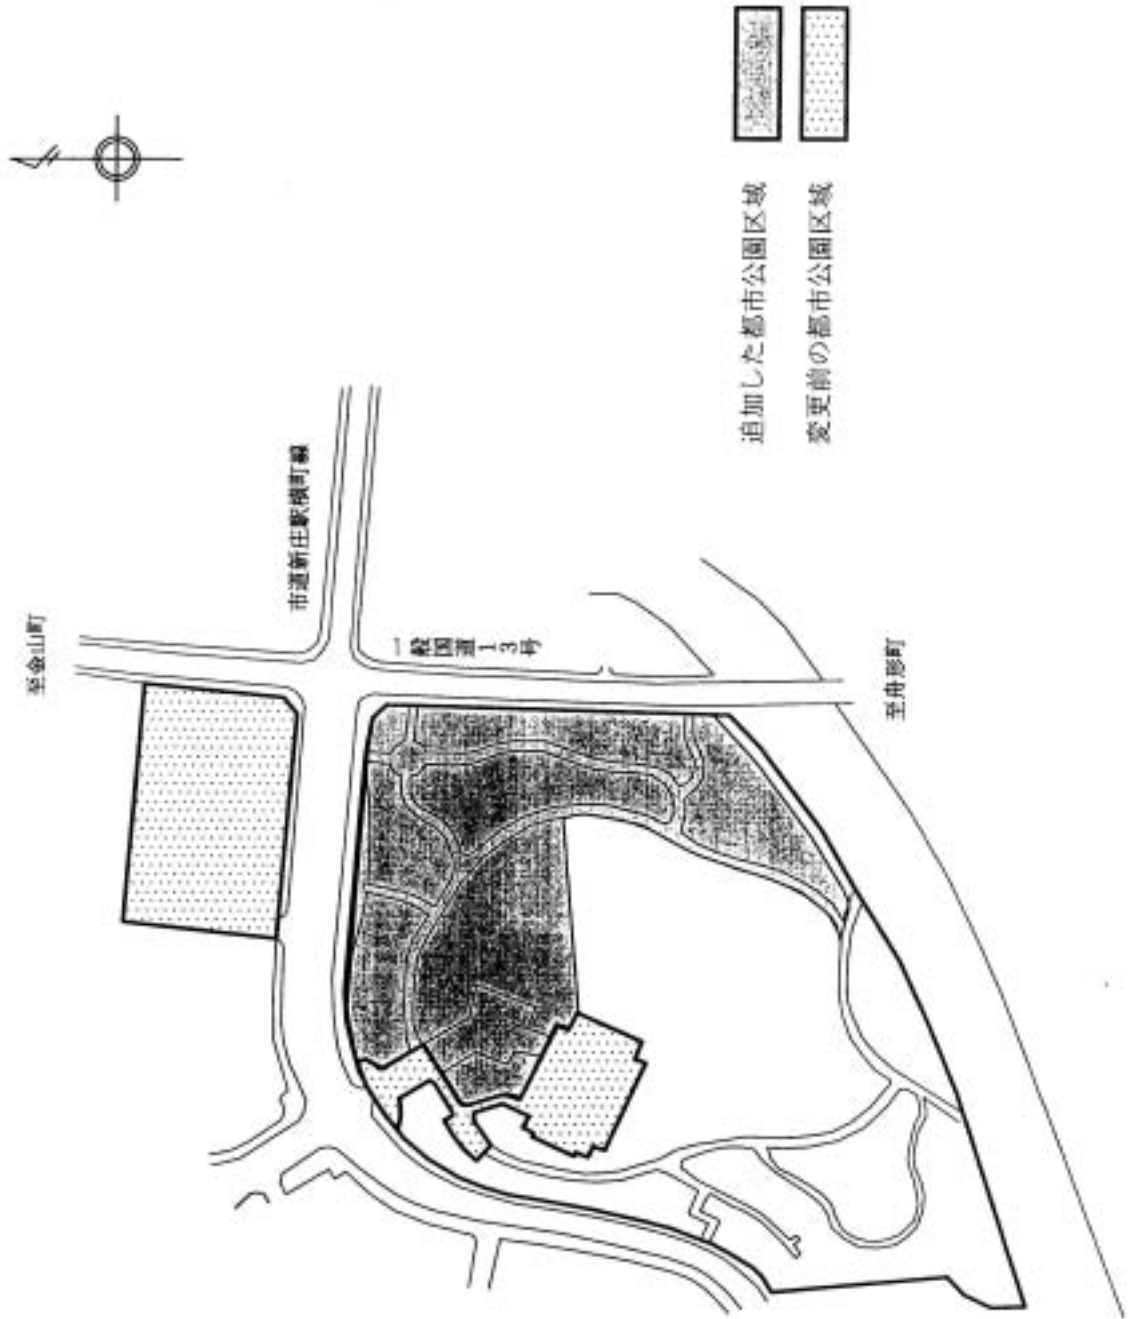 至金山町
市道新庄駅横町線
一般国道13号
至舟形町
追加した都市公園区域
変更前の都市公園区域